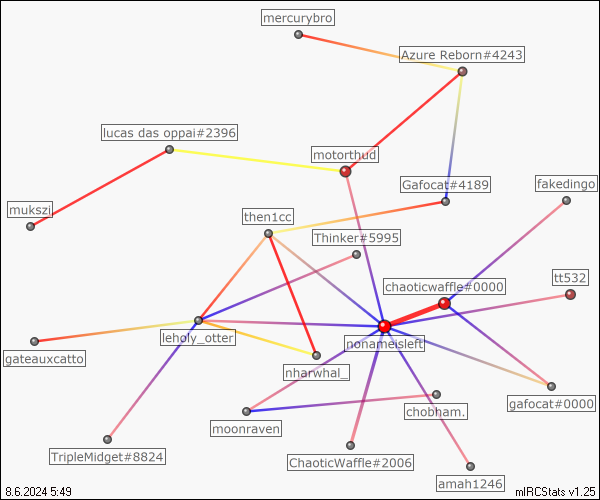 mercurybro
Azure Reborn#4243
lucas das oppai#2396
motorthud
Gafocat#4189
fakedingo
mukszi
then1cc
Thinker#5995
tt532
chaoticwaffle#0000
leholy_otter
nonameisleft
gateauxcatto
nharwhal_
gafocat#0000
chobham.
moonraven
TripleMidget#8824
ChaoticWaffle#2006
amah1246
8.6.2024 5:49
mIRCStats v1.25